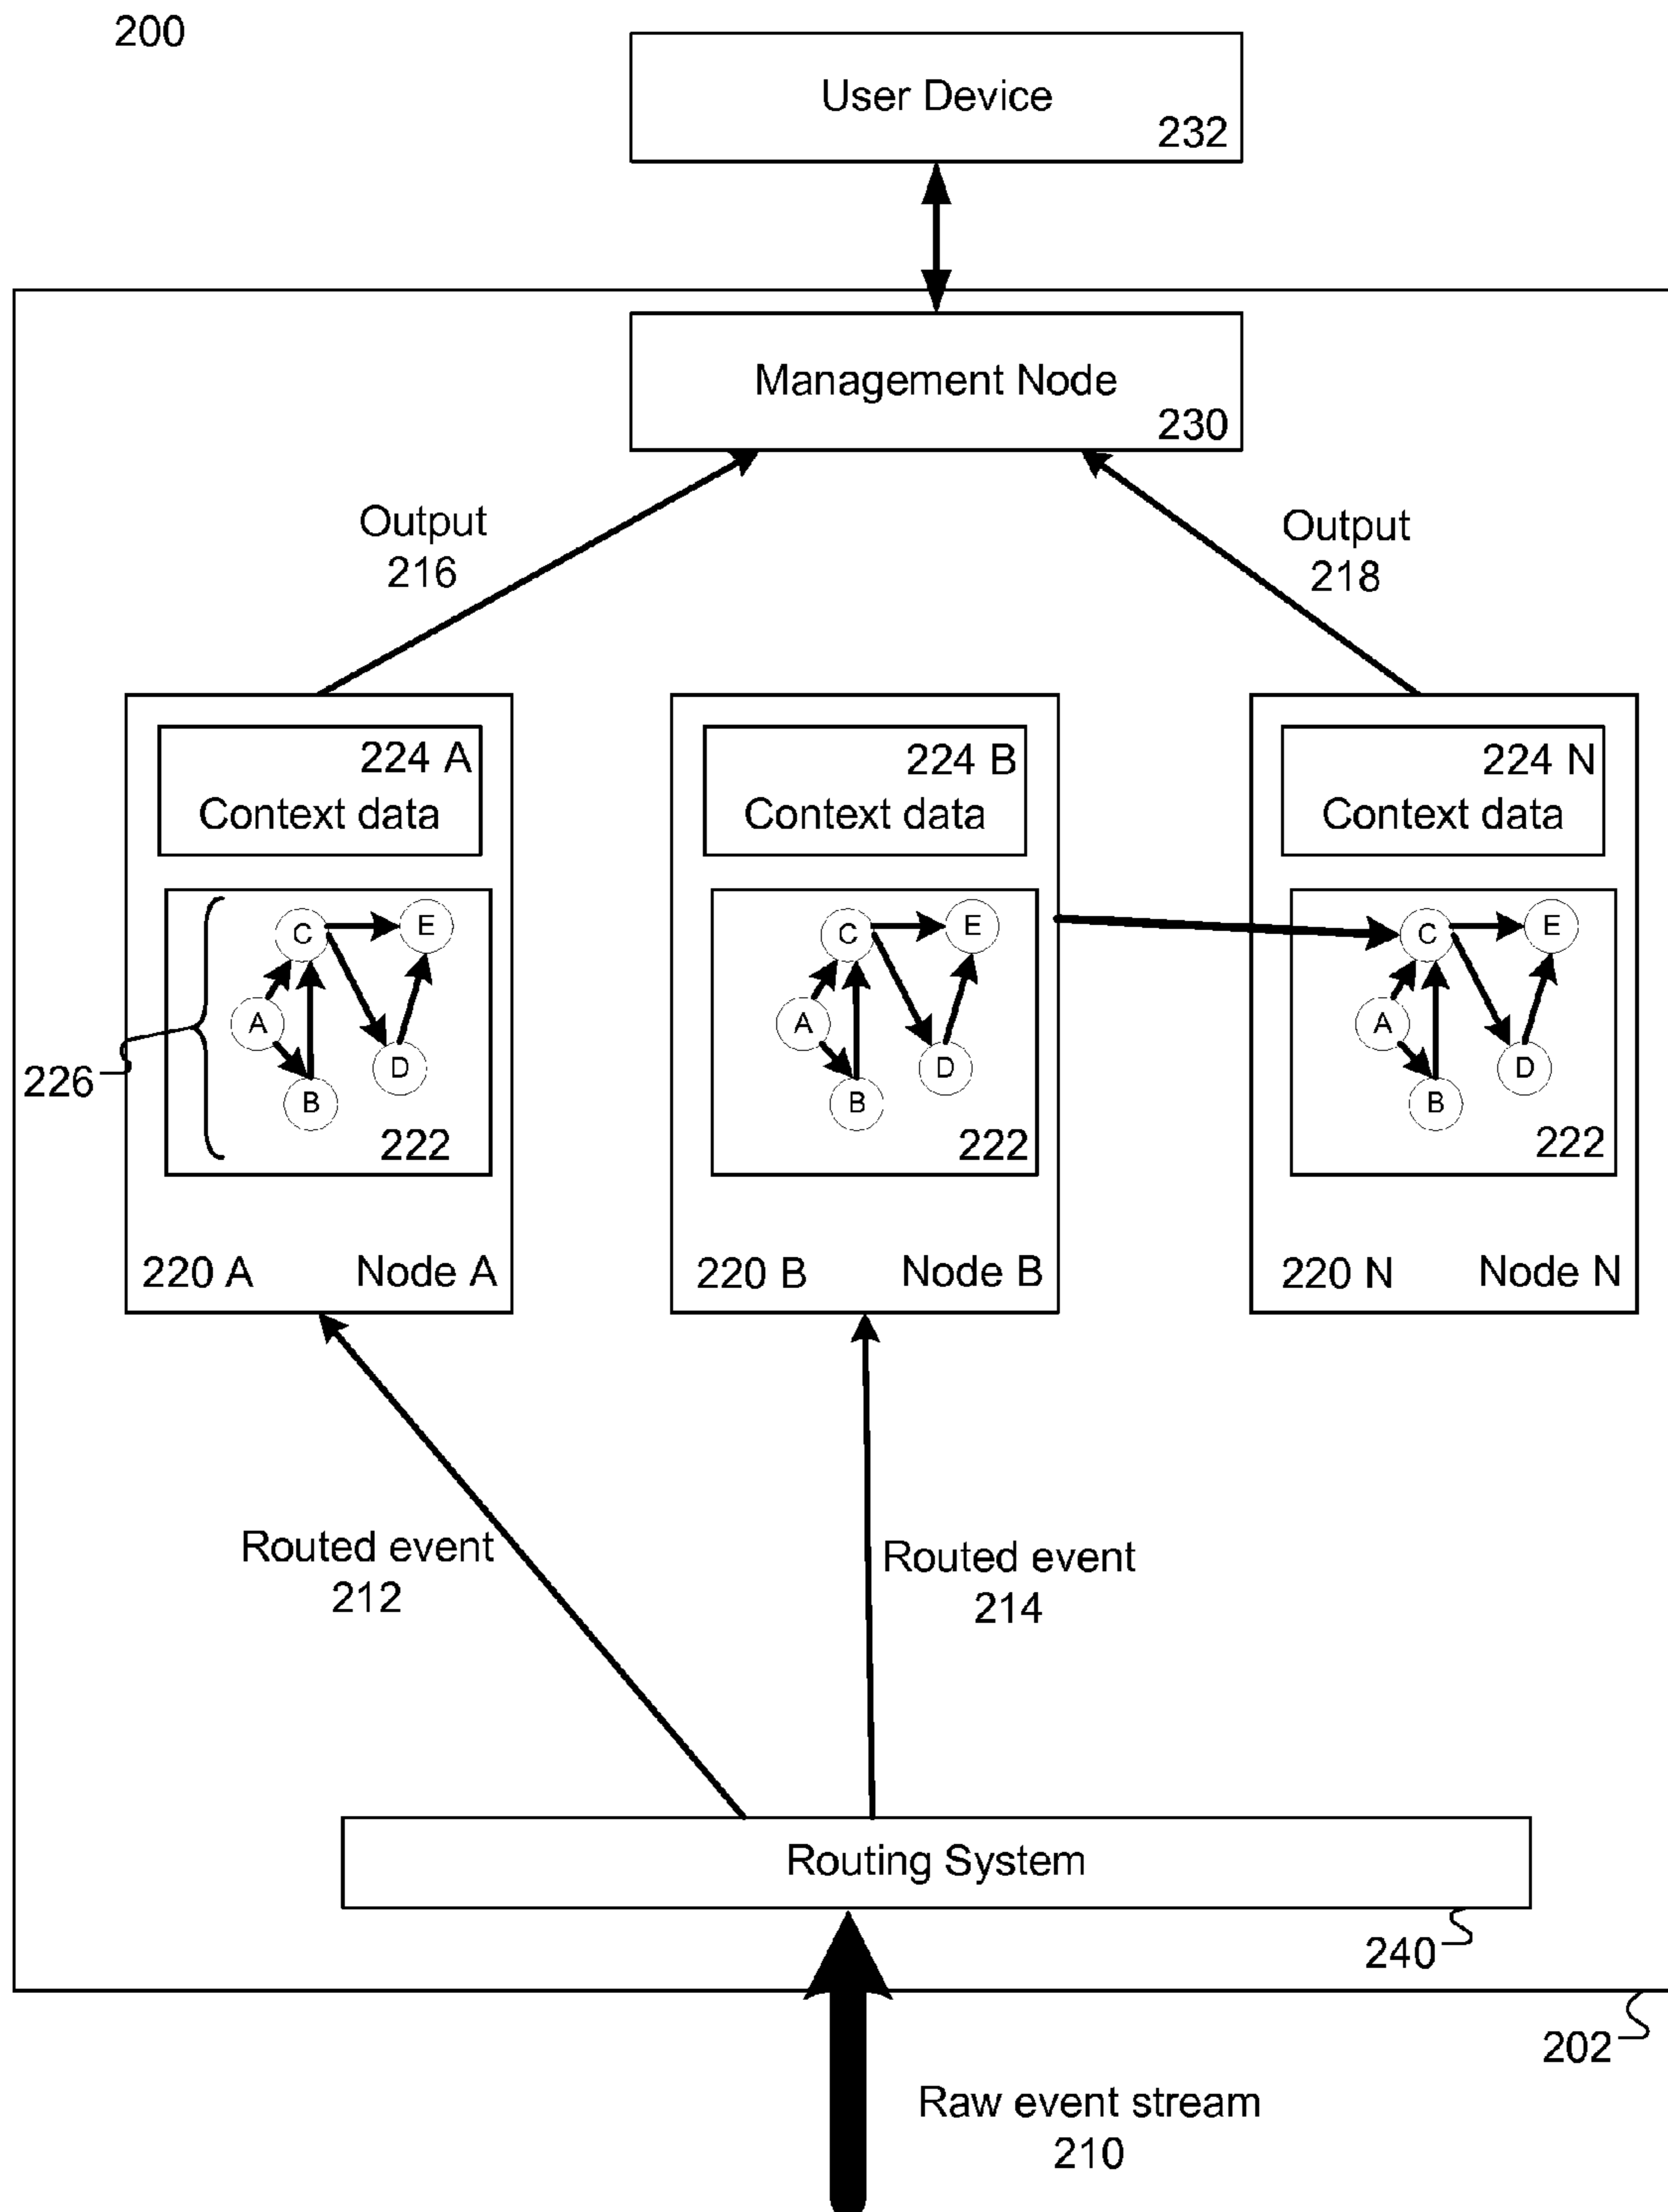 200
User Device
232
Management Node
230
Output
216
Output
218
224 A
Context data
224 B
Context data
224 N
Context data
C
E
A
D
B
222
226
C
E
A
D
B
222
C
E
A
D
B
222
220 A
Node A
220 B
Node B
220 N
Node N
Routed event
212
Routed event
214
Routing System
240
202
Raw event stream
210